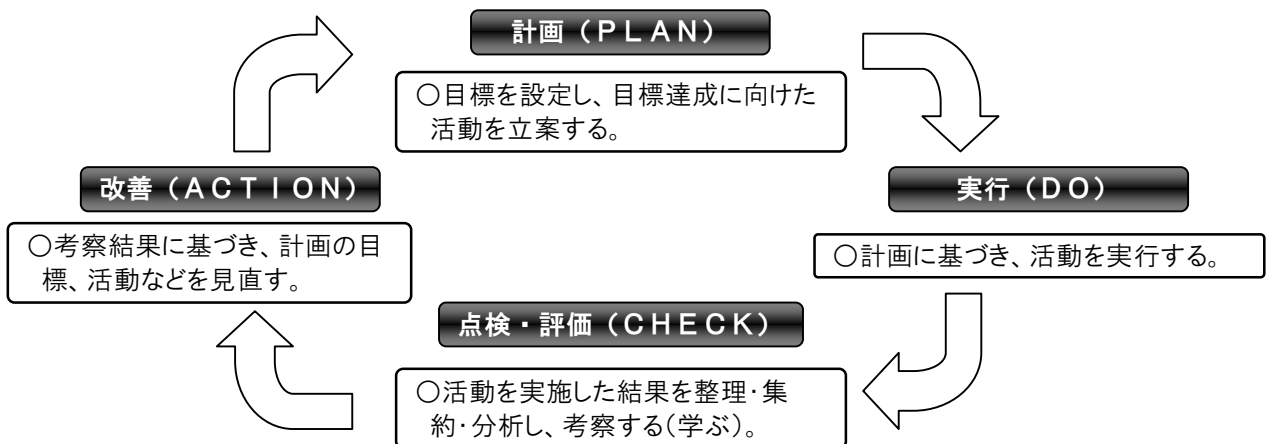 計画（ＰＬＡＮ）
○目標を設定し、目標達成に向けた
活動を立案する。
実行（ＤＯ）
○計画に基づき、活動を実行する。
点検・評価（ＣＨＥＣＫ）
○活動を実施した結果を整理･集
約･分析し、考察する(学ぶ)。
改善（ＡＣＴＩＯＮ）
○考察結果に基づき、計画の目
標、活動などを見直す。